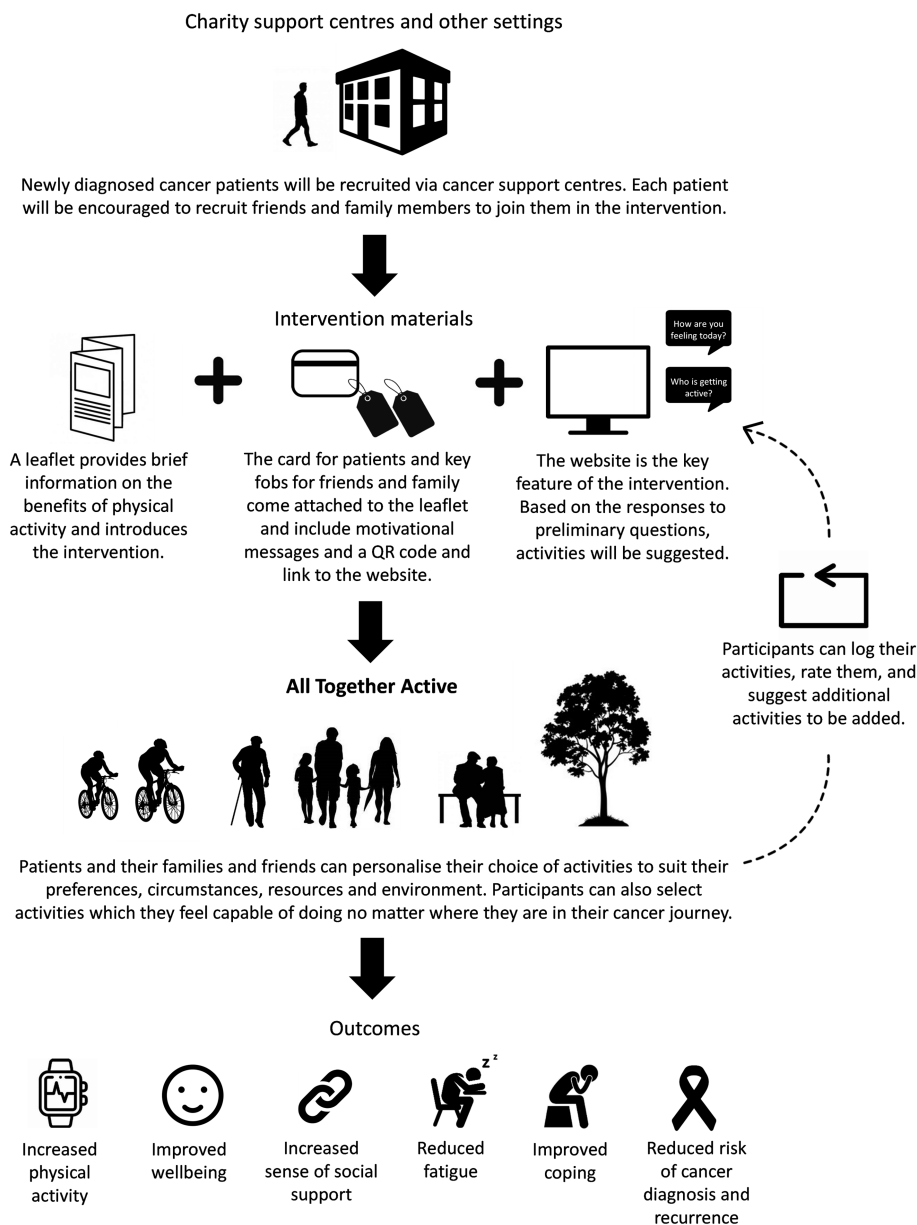 Charity support centres and other settings
Newly diagnosed cancer patients will be recruited via cancer support centres. Each patient
will be encouraged to recruit friends and family members to join them in the intervention.
Intervention materials
A leaflet provides brief
information on the
benefits of physical
activity and introduces
the intervention.
The card for patients and key
fobs for friends and family
come attached to the leaflet
and include motivational
messages and a QR code and
link to the website.
How are you
feeling today?
Who is getting
active?
The website is the key
feature of the intervention.
Based on the responses to
preliminary questions,
activities will be suggested.
Participants can log their
activities, rate them, and
suggest additional
activities to be added.
All Together Active
Patients and their families and friends can personalise their choice of activities to suit their
preferences, circumstances, resources and environment. Participants can also select
activities which they feel capable of doing no matter where they are in their cancer journey.
Outcomes
z z
Increased
physical
activity
Improved
wellbeing
Increased
sense of social
support
Reduced
fatigue
Improved
coping
Reduced risk
of cancer
diagnosis and
recurrence